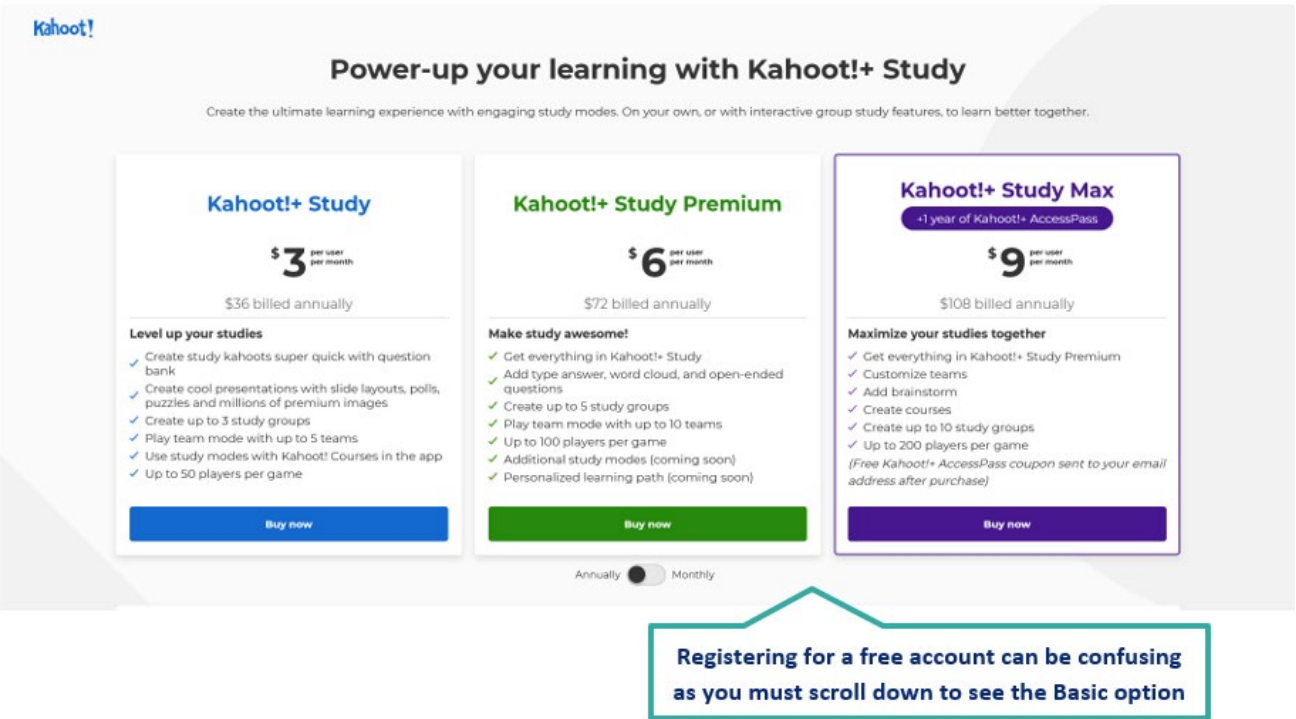 Kahoot!
Power-up your learning with Kahoot!+ Study
Create the ultimate learning experience with engaging study modes. On your own, or with interactive group study features, to learn better together.
Kahoot!+ Study
$3 per user
per month
$36 billed annually
Level up your studies
✓ Create study kahoots super quick with question
bank
✓ Create cool presentations with slide layouts, polls,
puzzles and millions of premium images
✓ Create up to 3 study groups
✓ Play team mode with up to 5 teams
✓ Use study modes with Kahoot! Courses in the app
✓ Up to 50 players per game
Buy now
Kahoot!+ Study Premium
$6 per user
per month
$72 billed annually
Make study awesome!
✓ Get everything in Kahoot!+ Study
✓ Add type answer, word cloud, and open-ended
questions
✓ Create up to 5 study groups
✓ Play team mode with up to 10 teams
✓ Up to 100 players per game
✓ Additional study modes (coming soon)
✓ Personalized learning path (coming soon)
Buy now
Kahoot!+ Study Max
+1 year of Kahoot!+ AccessPass
$9 per user
per month
$108 billed annually
Maximize your studies together
✓ Get everything in Kahoot!+ Study Premium
✓ Customize teams
✓ Add brainstorm
✓ Create courses
✓ Create up to 10 study groups
✓ Up to 200 players per game
(Free Kahoot!+ AccessPass coupon sent to your email
address after purchase)
Buy now
Annually Monthly
Registering for a free account can be confusing
as you must scroll down to see the Basic option